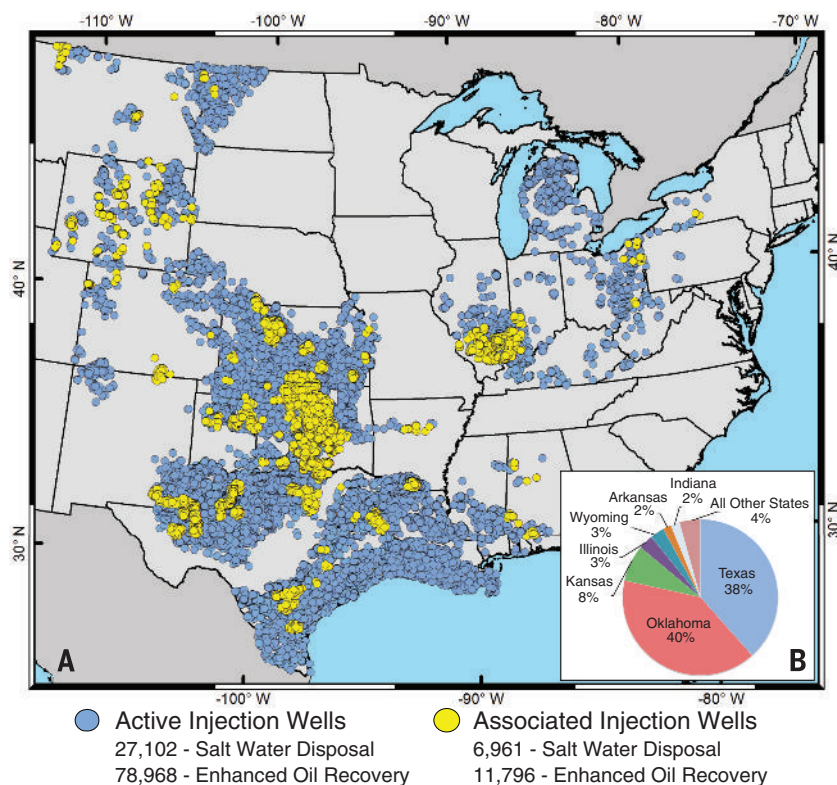 -110° W
-100° W
-90° W
-80° W
-70° W
40° N
40° N
30° N
30° N
Indiana
2%
Arkansas
2%
All Other States
4%
Wyoming
3%
Illinois
3%
Kansas
8%
Texas
38%
Oklahoma
40%
A
B
-100° W
-90° W
-80° W
Active Injection Wells
27,102 - Salt Water Disposal
78,968 - Enhanced Oil Recovery
Associated Injection Wells
6,961 - Salt Water Disposal
11,796 - Enhanced Oil Recovery